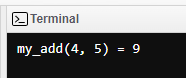 Terminal
my_add(4, 5) = 9